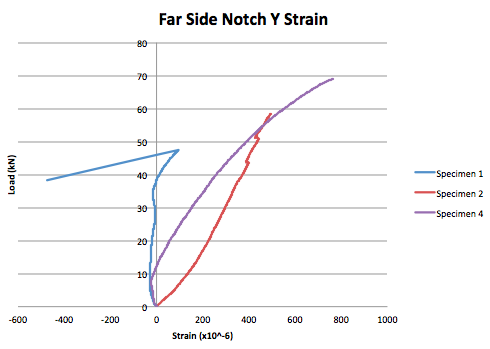 Far Side Notch Y Strain
80
70
60
50
40
30
20
10
0
-600 -400 -200 0 200 400 600 800 1000
Load (kN)
Strain (x10^-6)
Specimen 1
Specimen 2
Specimen 4